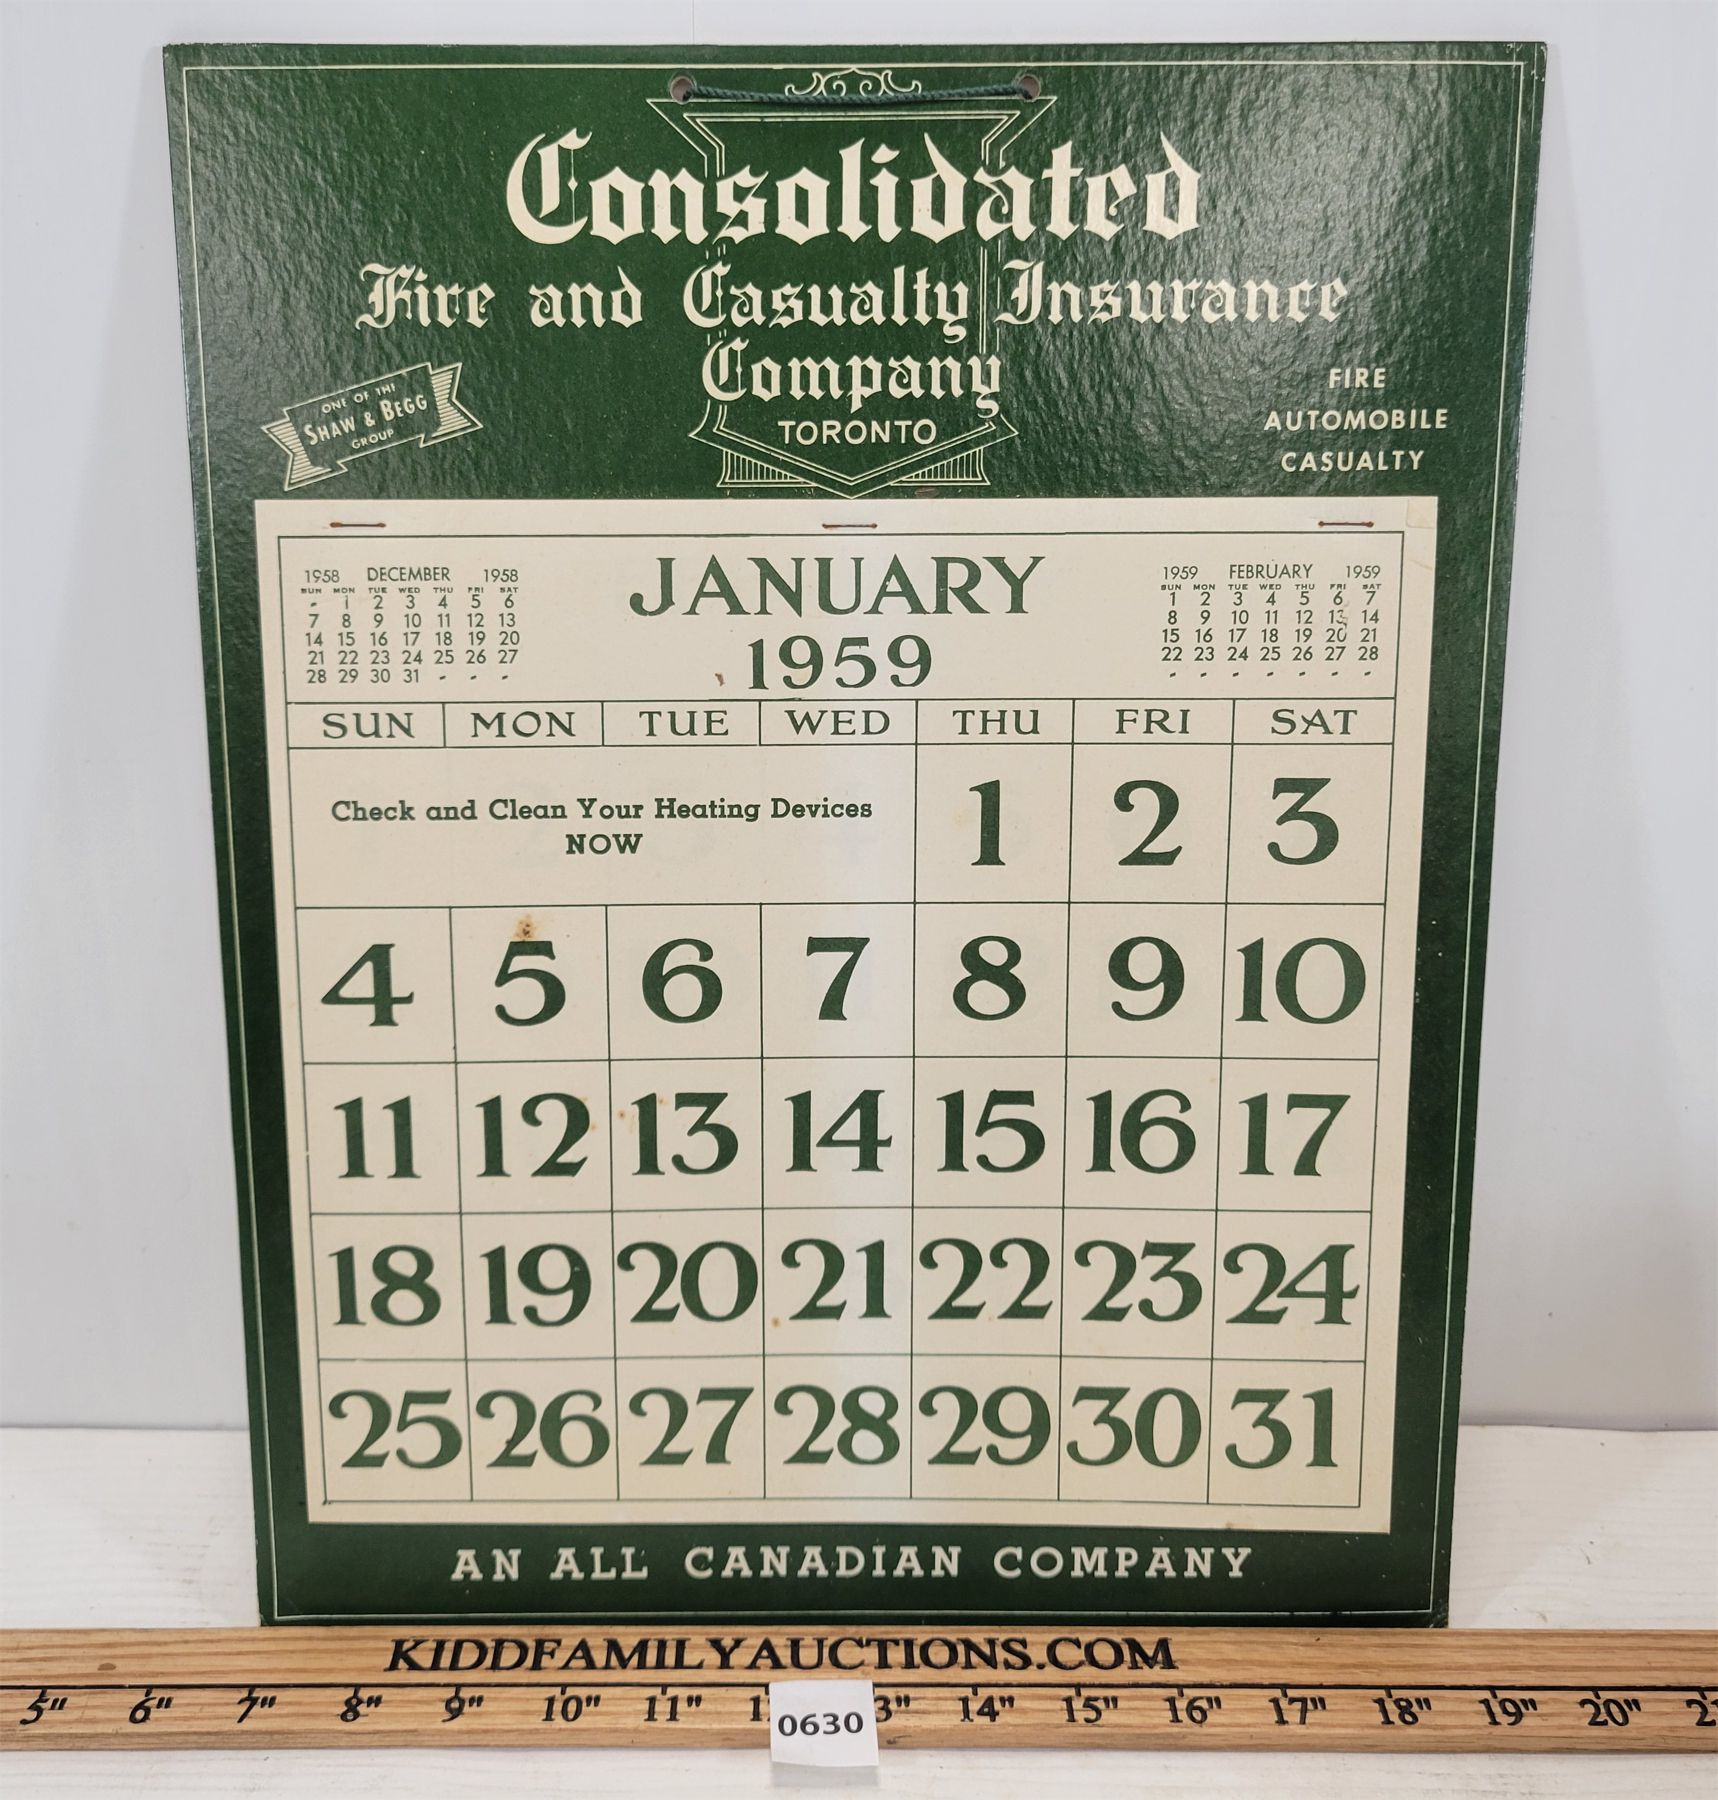 Consolidated
Fire and Casualty Insurance
Company
TORONTO
ONE OF THE
SHAW & BEGG
GROUP
FIRE
AUTOMOBILE
CASUALTY
1958 DECEMBER 1958
SUN MON TUE WED THU FRI SAT
- 1 2 3 4 5 6
7 8 9 10 11 12 13
14 15 16 17 18 19 20
21 22 23 24 25 26 27
28 29 30 31 - - -
JANUARY
1959
1959 FEBRUARY 1959
SUN MON TUE WED THU FRI SAT
1 2 3 4 5 6 7
8 9 10 11 12 13 14
15 16 17 18 19 20 21
22 23 24 25 26 27 28
- - - - - - -
SUN MON TUE WED THU FRI SAT
Check and Clean Your Heating Devices
NOW
1 2 3
4 5 6 7 8 9 10
11 12 13 14 15 16 17
18 19 20 21 22 23 24
25 26 27 28 29 30 31
AN ALL CANADIAN COMPANY
KIDDFAMILYAUCTIONS.COM
5" 6" 7" 8" 9" 10" 11" 14" 15" 16" 17" 18" 19" 20"
0630